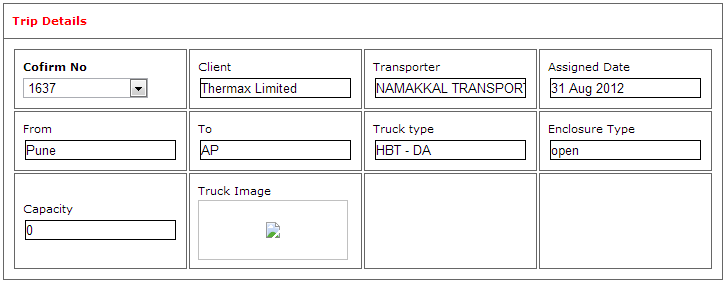 Trip Details
Cofirm No Client Transporter Assigned Date
1637 Thermax Limited NAMAKKAL TRANSPORT 31 Aug 2012
From To Truck type Enclosure Type
Pune AP HBT - DA open
Capacity Truck Image
0